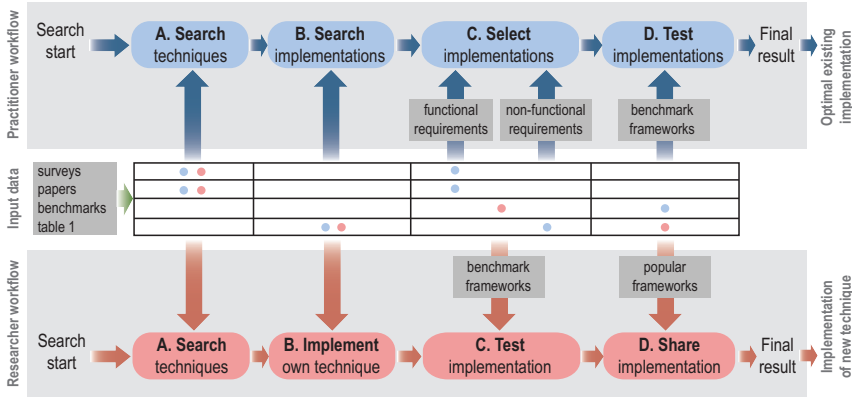 Practitioner workflow
Search
start
A. Search
techniques
B. Search
implementations
C. Select
implementations
D. Test
implementations
Final
result
Optimal existing
implementation
functional
requirements
non-functional
requirements
benchmark
frameworks
Input data
surveys
papers
benchmarks
table 1
benchmark
frameworks
popular
frameworks
Researcher workflow
Search
start
A. Search
techniques
B. Implement
own technique
C. Test
implementation
D. Share
implementation
Final
result
Implementation
of new technique